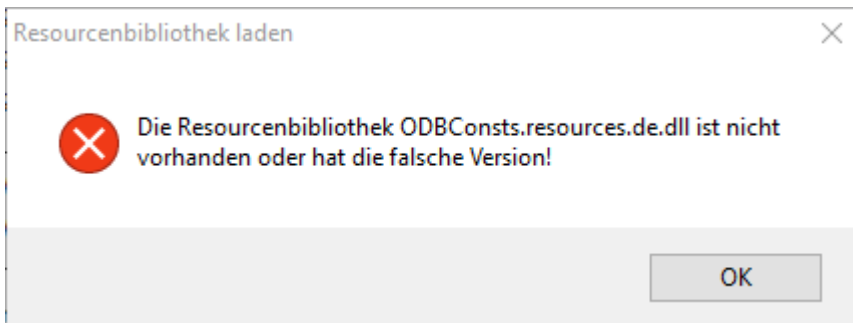 Resourcenbibliothek laden
Die Resourcenbibliothek ODBConsts.resources.de.dll ist nicht
vorhanden oder hat die falsche Version!
OK